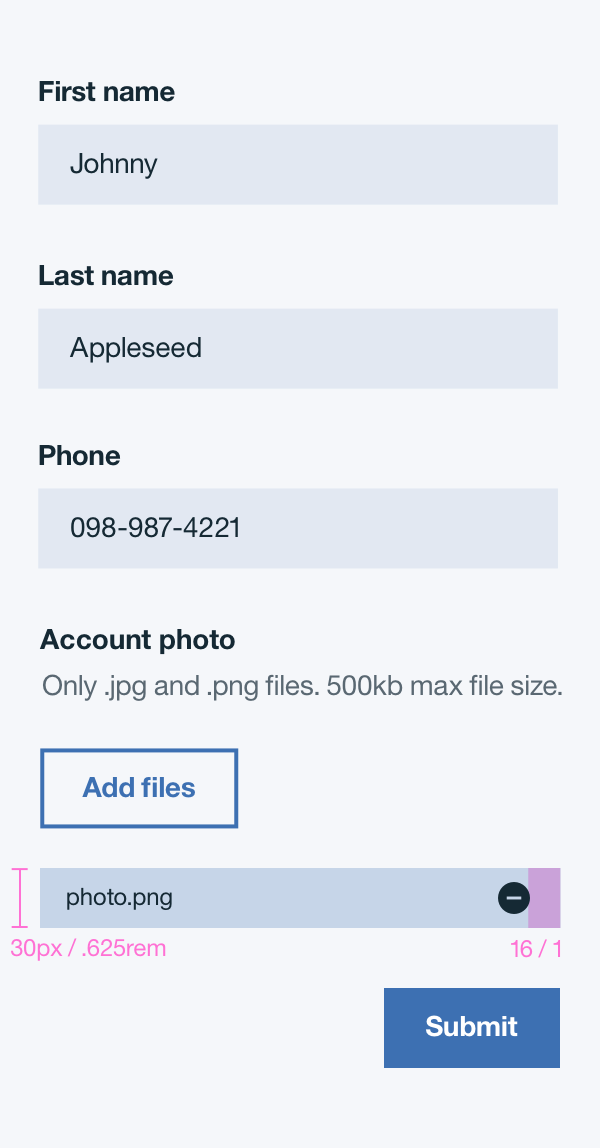 First name
Johnny
Last name
Appleseed
Phone
098-987-4221
Account photo
Only .jpg and .png files. 500kb max file size.
Add files
photo.png
30px / .625rem
16 / 1
Submit